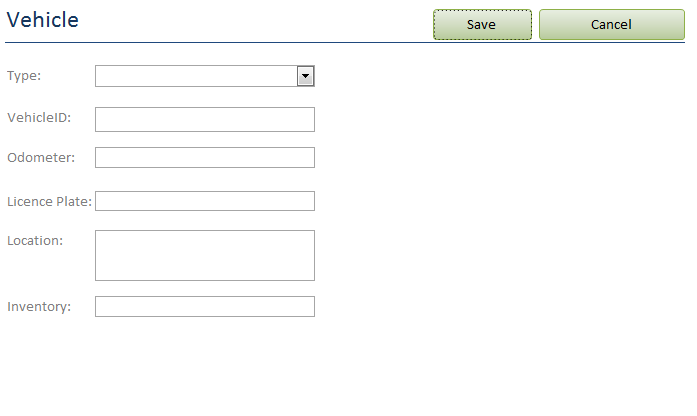 Vehicle
Save
Cancel
Type:
VehicleID:
Odometer:
Licence Plate:
Location:
Inventory: